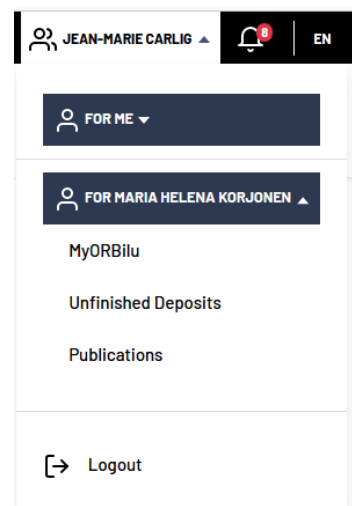 JEAN-MARIE CARLIG
8
EN
FOR ME
FOR MARIA HELENA KORJONEN
MyORBilu
Unfinished Deposits
Publications
Logout